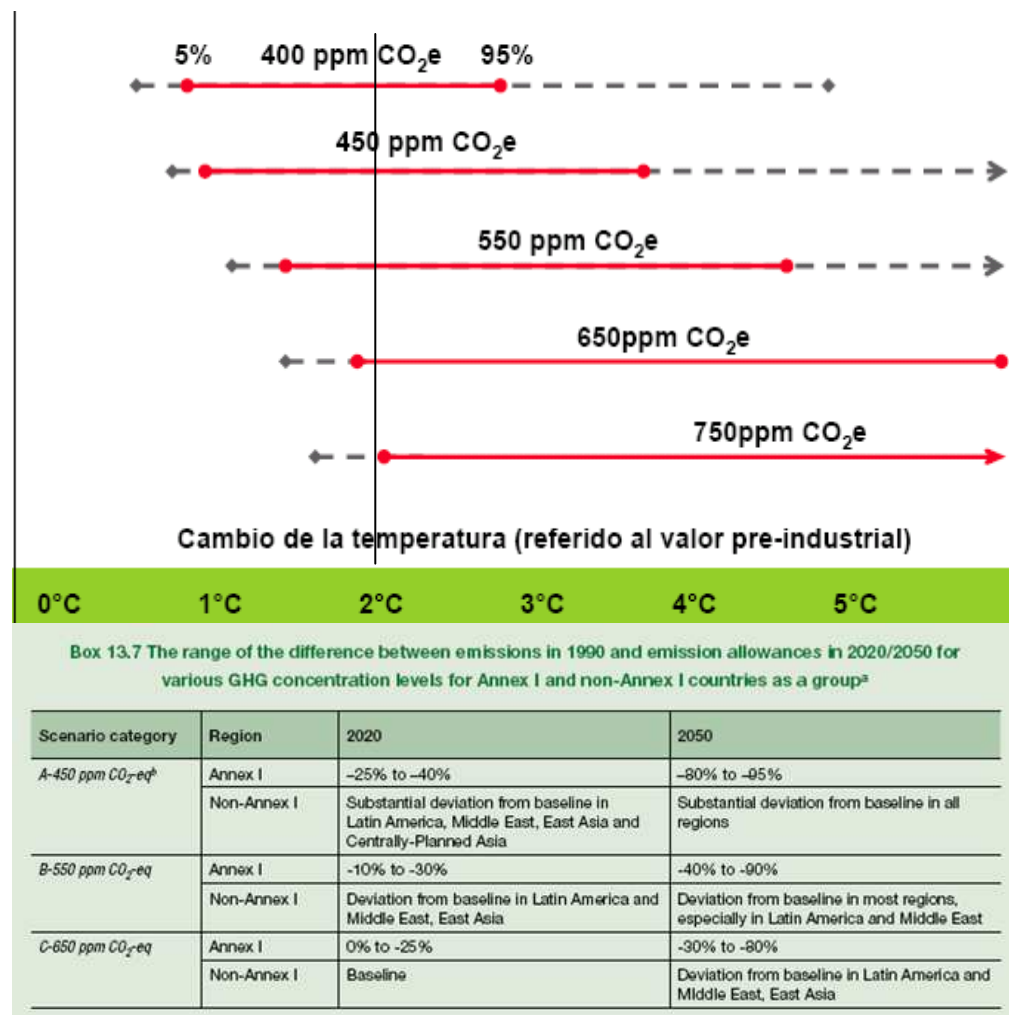 5% 400 ppm CO₂e 95%
450 ppm CO₂e
550 ppm CO₂e
650ppm CO₂e
750ppm CO₂e
Cambio de la temperatura (referido al valor pre-industrial)
0°C 1°C 2°C 3°C 4°C 5°C
Box 13.7 The range of the difference between emissions in 1990 and emission allowances in 2020/2050 for
various GHG concentration levels for Annex I and non-Annex I countries as a groupᵃ
Scenario category Region 2020 2050
A-450 ppm CO₂-eqᵇ Annex I –25% to –40% –80% to –95%
Non-Annex I Substantial deviation from baseline in Substantial deviation from baseline in all
Latin America, Middle East, East Asia and regions
Centrally-Planned Asia
B-550 ppm CO₂-eq Annex I -10% to -30% -40% to -90%
Non-Annex I Deviation from baseline in Latin America and Deviation from baseline in most regions,
Middle East, East Asia especially in Latin America and Middle East
C-650 ppm CO₂-eq Annex I 0% to -25% -30% to -80%
Non-Annex I Baseline Deviation from baseline in Latin America and
Middle East, East Asia